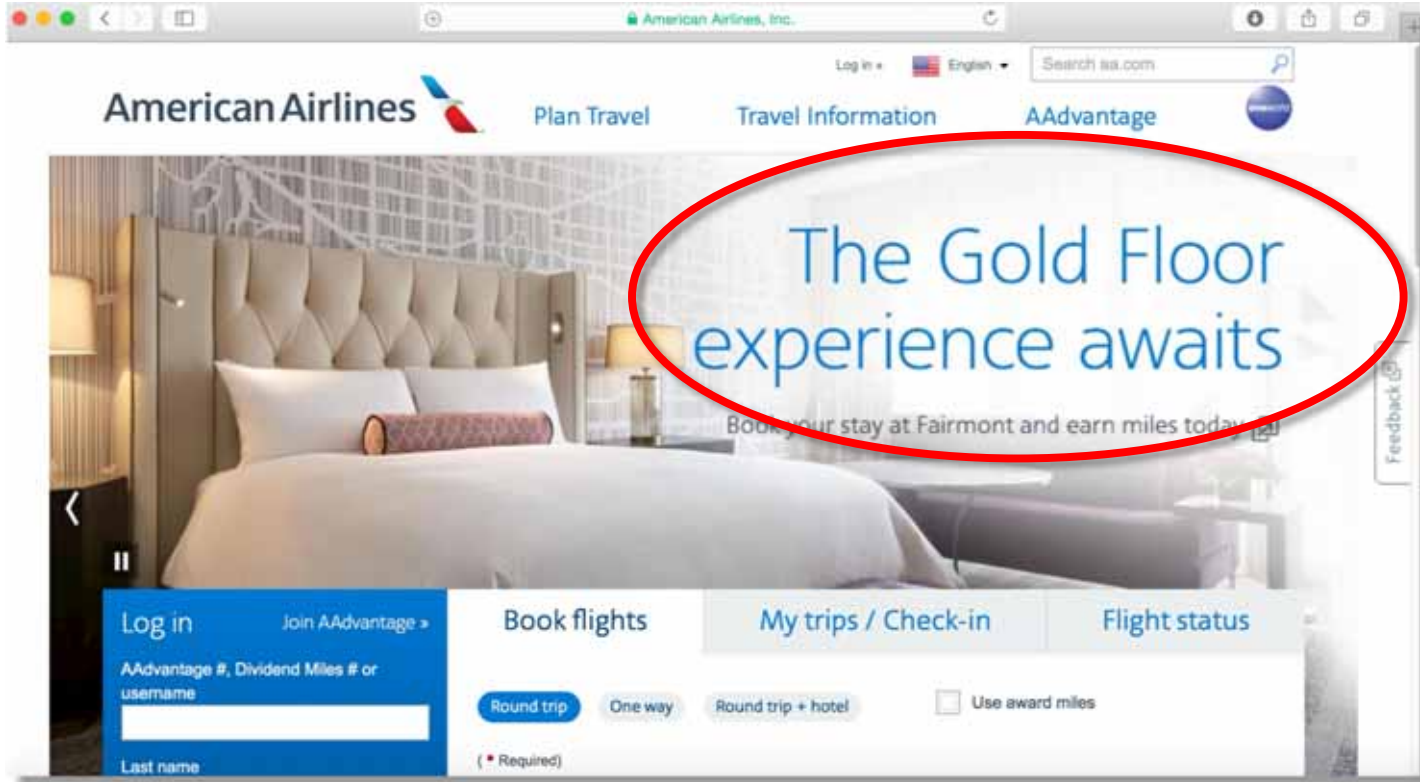 American Airlines, Inc.
Log in »
English
Search aa.com
American Airlines
Plan Travel
Travel Information
AAdvantage
The Gold Floor
experience awaits
Book your stay at Fairmont and earn miles today
Feedback
Log in
Join AAdvantage »
Book flights
My trips / Check-in
Flight status
AAdvantage #, Dividend Miles # or
username
Round trip
One way
Round trip + hotel
Use award miles
Last name
( * Required)